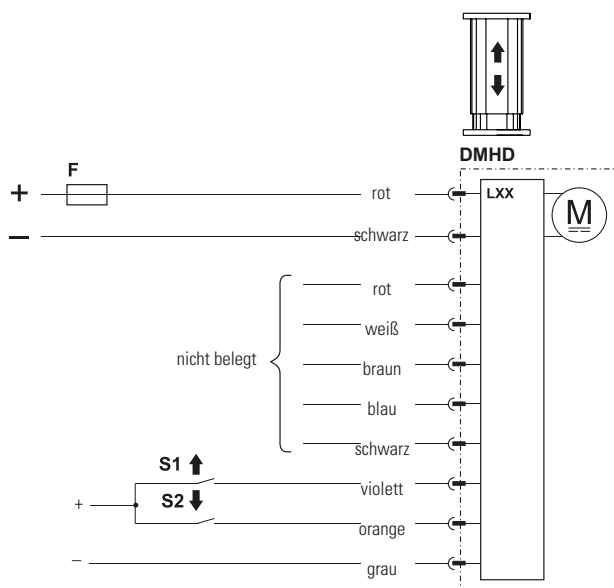 DMHD
F
+ rot LXX M
− schwarz
rot
weiß
nicht belegt braun
blau
schwarz
S1
violett
+ S2
orange
− grau